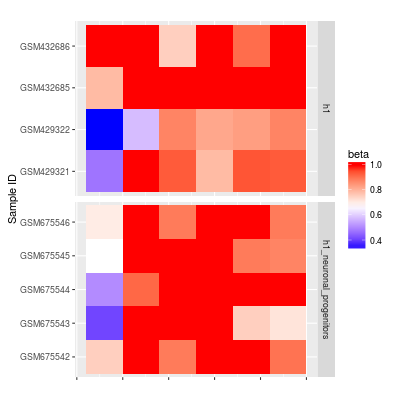 GSM432686
GSM432685
GSM429322
GSM429321
h1
GSM675546
GSM675545
GSM675544
GSM675543
GSM675542
h1_neuronal_progenitors
Sample ID
beta
1.0
0.8
0.6
0.4